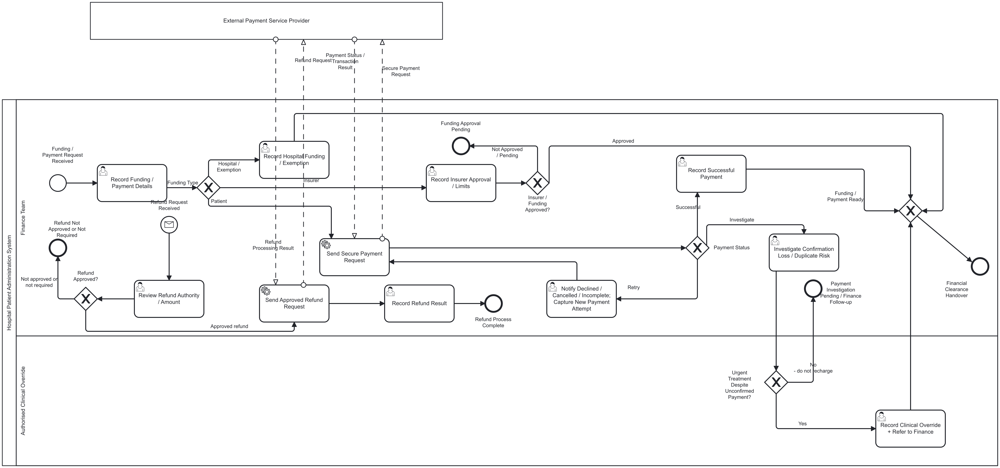 External Payment Service Provider
Refund Request
Payment Status /
Transaction
Result
Secure Payment
Request
Hospital Patient Administration System
Finance Team
Funding /
Payment Request
Received
Record Funding /
Payment Details
Funding Type
Hospital /
Exemption
Record Hospital Funding
/ Exemption
Insurer
Patient
Funding Approval
Pending
Not Approved
/ Pending
Approved
Record Insurer Approval
/ Limits
Insurer /
Funding
Approved?
Record Successful
Payment
Funding /
Payment Ready
Successful
Investigate
Payment Status
Investigate Confirmation
Loss / Duplicate Risk
Refund Request
Received
Refund Not
Approved or Not
Required
Not approved or
not required
Refund
Approved?
Review Refund Authority
/ Amount
Approved refund
Refund
Processing Result
Send Secure Payment
Request
Send Approved Refund
Request
Record Refund Result
Refund Process
Complete
Notify Declined /
Cancelled / Incomplete;
Capture New Payment
Attempt
Retry
Payment
Investigation
Pending / Finance
Follow-up
Financial
Clearance
Handover
Authorised Clinical Override
Urgent
Treatment
Despite
Unconfirmed
Payment?
No
- do not recharge
Yes
Record Clinical Override
+ Refer to Finance